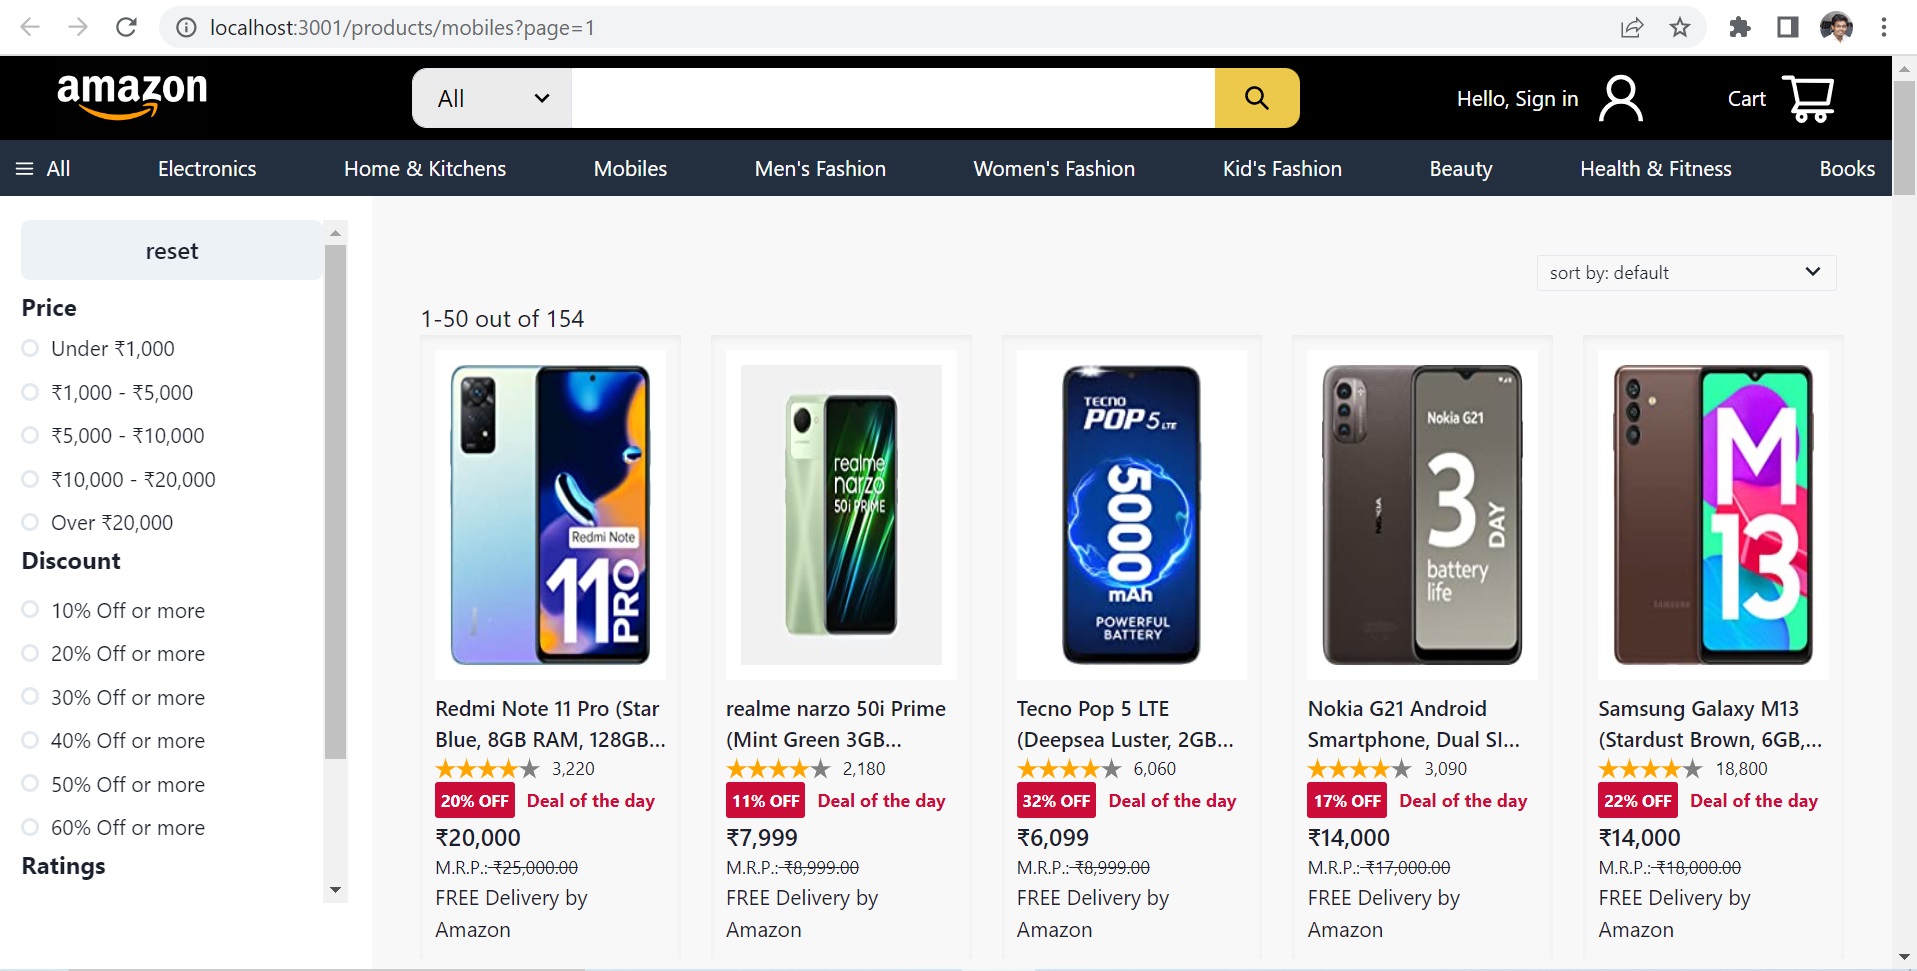 localhost:3001/products/mobiles?page=1
amazon
All
Hello, Sign in
Cart
All
Electronics
Home & Kitchens
Mobiles
Men's Fashion
Women's Fashion
Kid's Fashion
Beauty
Health & Fitness
Books
reset
Price
Under ₹1,000
₹1,000 - ₹5,000
₹5,000 - ₹10,000
₹10,000 - ₹20,000
Over ₹20,000
Discount
10% Off or more
20% Off or more
30% Off or more
40% Off or more
50% Off or more
60% Off or more
Ratings
sort by: default
1-50 out of 154
Redmi Note
11 PRO
Redmi Note 11 Pro (Star
Blue, 8GB RAM, 128GB...
3,220
20% OFF Deal of the day
₹20,000
M.R.P.: ₹25,000.00
FREE Delivery by
Amazon
realme
narzo
50i PRIME
realme narzo 50i Prime
(Mint Green 3GB...
2,180
11% OFF Deal of the day
₹7,999
M.R.P.: ₹8,999.00
FREE Delivery by
Amazon
TECNO
POP 5 LTE
5000
mAh
POWERFUL
BATTERY
Tecno Pop 5 LTE
(Deepsea Luster, 2GB...
6,060
32% OFF Deal of the day
₹6,099
M.R.P.: ₹8,999.00
FREE Delivery by
Amazon
NOKIA
Nokia G21
3
DAY
battery
life
Nokia G21 Android
Smartphone, Dual SI...
3,090
17% OFF Deal of the day
₹14,000
M.R.P.: ₹17,000.00
FREE Delivery by
Amazon
SAMSUNG
M
13
Samsung Galaxy M13
(Stardust Brown, 6GB,...
18,800
22% OFF Deal of the day
₹14,000
M.R.P.: ₹18,000.00
FREE Delivery by
Amazon